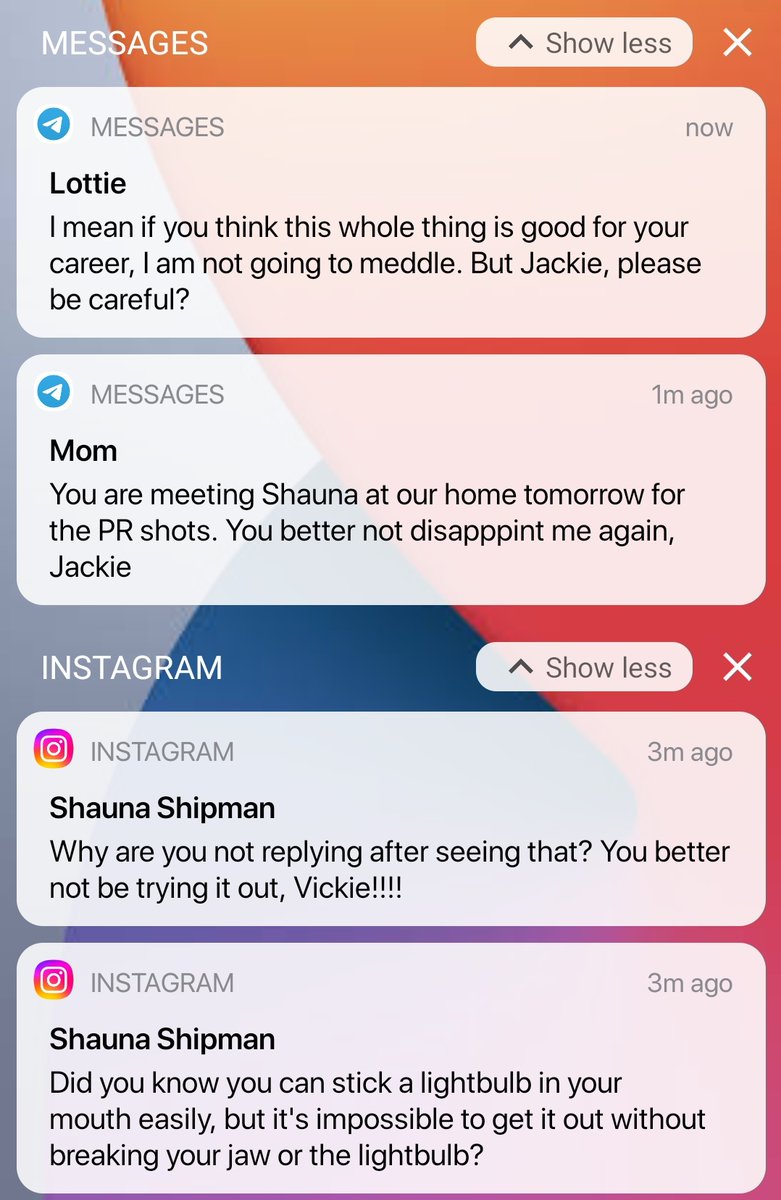 MESSAGES
Show less
MESSAGES
now
Lottie
I mean if you think this whole thing is good for your
career, I am not going to meddle. But Jackie, please
be careful?
MESSAGES
1m ago
Mom
You are meeting Shauna at our home tomorrow for
the PR shots. You better not disapppint me again,
Jackie
INSTAGRAM
Show less
INSTAGRAM
3m ago
Shauna Shipman
Why are you not replying after seeing that? You better
not be trying it out, Vickie!!!!
INSTAGRAM
3m ago
Shauna Shipman
Did you know you can stick a lightbulb in your
mouth easily, but it's impossible to get it out without
breaking your jaw or the lightbulb?